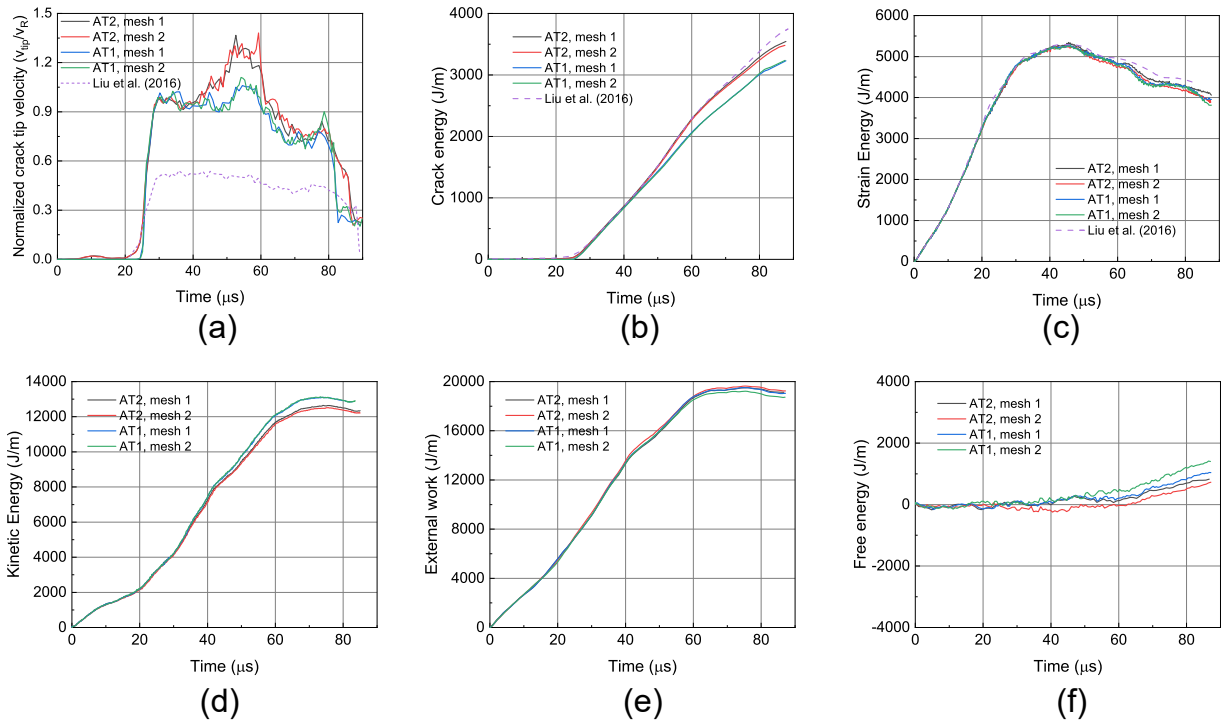 1.5
1.2
0.9
0.6
0.3
0.0
Normalized crack tip velocity (v_tip/v_R)
AT2, mesh 1
AT2, mesh 2
AT1, mesh 1
AT1, mesh 2
Liu et al. (2016)
0 20 40 60 80
Time (μs)
(a)
4000
3000
2000
1000
0
Crack energy (J/m)
AT2, mesh 1
AT2, mesh 2
AT1, mesh 1
AT1, mesh 2
Liu et al. (2016)
0 20 40 60 80
Time (μs)
(b)
6000
5000
4000
3000
2000
1000
0
Strain Energy (J/m)
AT2, mesh 1
AT2, mesh 2
AT1, mesh 1
AT1, mesh 2
Liu et al. (2016)
0 20 40 60 80
Time (μs)
(c)
14000
12000
10000
8000
6000
4000
2000
0
Kinetic Energy (J/m)
AT2, mesh 1
AT2, mesh 2
AT1, mesh 1
AT1, mesh 2
0 20 40 60 80
Time (μs)
(d)
20000
16000
12000
8000
4000
0
External work (J/m)
AT2, mesh 1
AT2, mesh 2
AT1, mesh 1
AT1, mesh 2
0 20 40 60 80
Time (μs)
(e)
4000
2000
0
-2000
-4000
Free energy (J/m)
AT2, mesh 1
AT2, mesh 2
AT1, mesh 1
AT1, mesh 2
0 20 40 60 80
Time (μs)
(f)